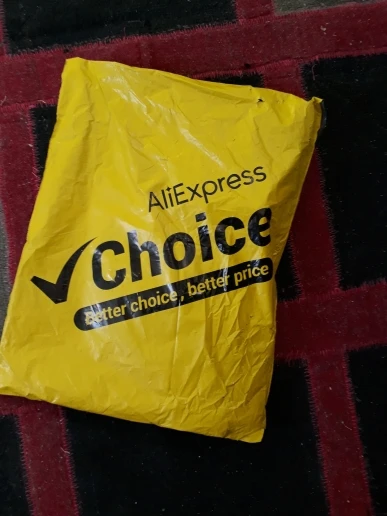 AliExpress
Choice
Better choice, better price